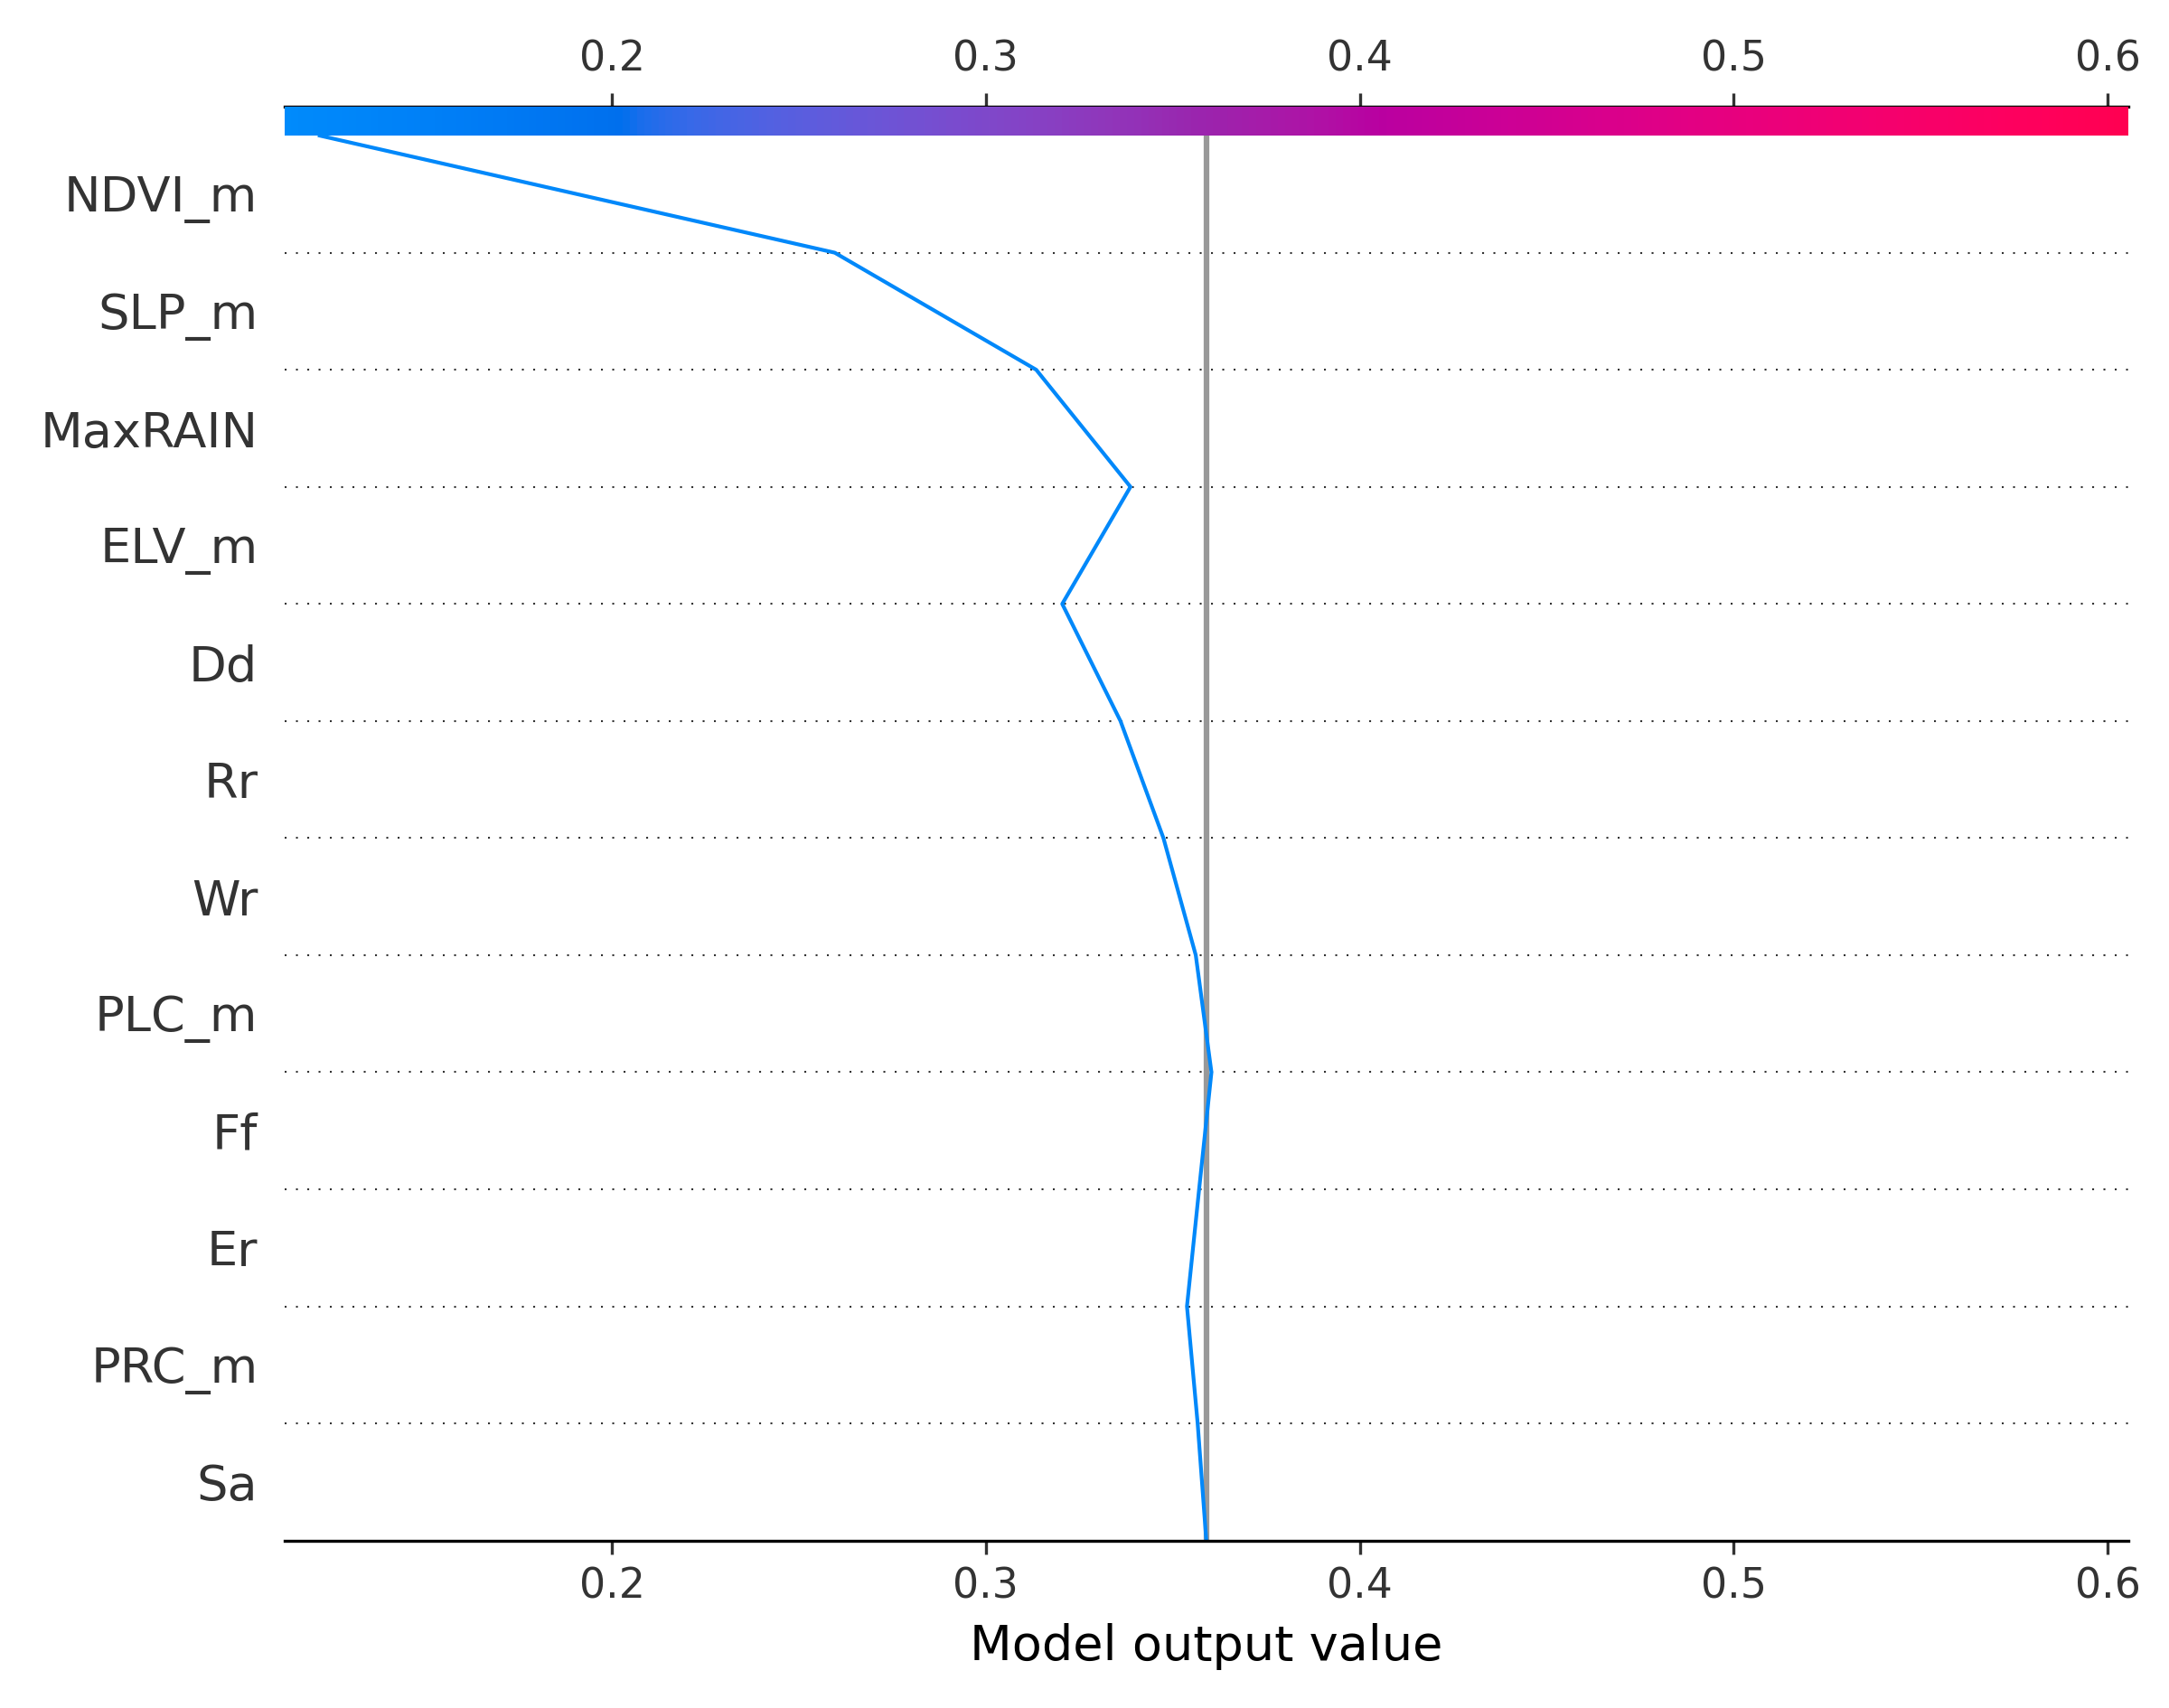 0.2 0.3 0.4 0.5 0.6
NDVI_m
SLP_m
MaxRAIN
ELV_m
Dd
Rr
Wr
PLC_m
Ff
Er
PRC_m
Sa
0.2 0.3 0.4 0.5 0.6
Model output value